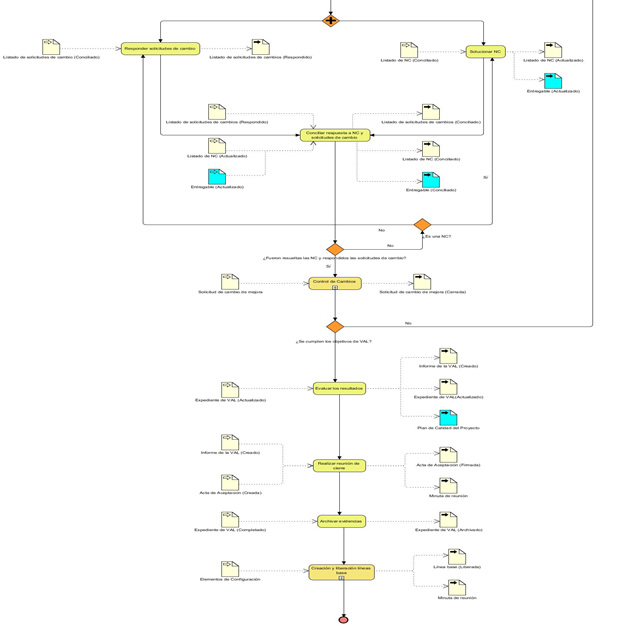 Responder solicitudes de cambio
Solucionar NC
Listado de solicitudes de cambio (Conciliado)
Listado de solicitudes de cambios (Respondido)
Listado de NC (Conciliado)
Listado de NC (Actualizado)
Entregable (Actualizado)
Listado de solicitudes de cambios (Respondido)
Listado de solicitudes de cambios (Conciliado)
Conciliar respuesta a NC y
solicitudes de cambio
Listado de NC (Actualizado)
Listado de NC (Conciliado)
Entregable (Actualizado)
Entregable (Conciliado)
Sí
No
¿Es una NC?
No
¿Fueron resueltas las NC y respondidos las solicitudes de cambio?
Sí
Control de Cambios
Solicitud de cambio de mejora
Solicitud de cambio de mejora (Cerrada)
No
¿Se cumplen los objetivos de VAL?
Informe de la VAL (Creado)
Evaluar los resultados
Expediente de VAL (Actualizado)
Expediente de VAL(Actualizado)
Plan de Calidad del Proyecto
Informe de la VAL (Creado)
Realizar reunión de
cierre
Acta de Aceptación (Firmada)
Acta de Aceptación (Creada)
Minuta de reunión
Archivar evidencias
Expediente de VAL (Completado)
Expediente de VAL (Archivado)
Creación y liberación líneas
base
Línea base (Liberada)
Elementos de Configuración
Minuta de reunión